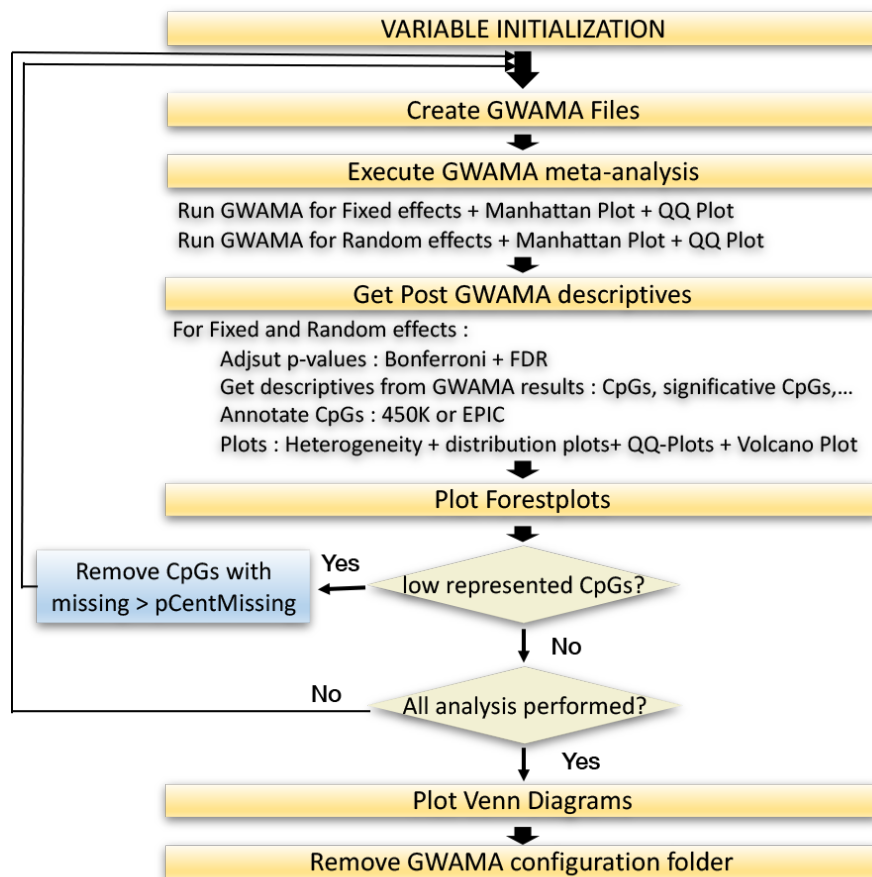 VARIABLE INITIALIZATION
Create GWAMA Files
Execute GWAMA meta-analysis
Run GWAMA for Fixed effects + Manhattan Plot + QQ Plot
Run GWAMA for Random effects + Manhattan Plot + QQ Plot
Get Post GWAMA descriptives
For Fixed and Random effects :
Adjsut p-values : Bonferroni + FDR
Get descriptives from GWAMA results : CpGs, significative CpGs,...
Annotate CpGs : 450K or EPIC
Plots : Heterogeneity + distribution plots+ QQ-Plots + Volcano Plot
Plot Forestplots
low represented CpGs?
Yes
Remove CpGs with
missing > pCentMissing
No
All analysis performed?
No
Yes
Plot Venn Diagrams
Remove GWAMA configuration folder